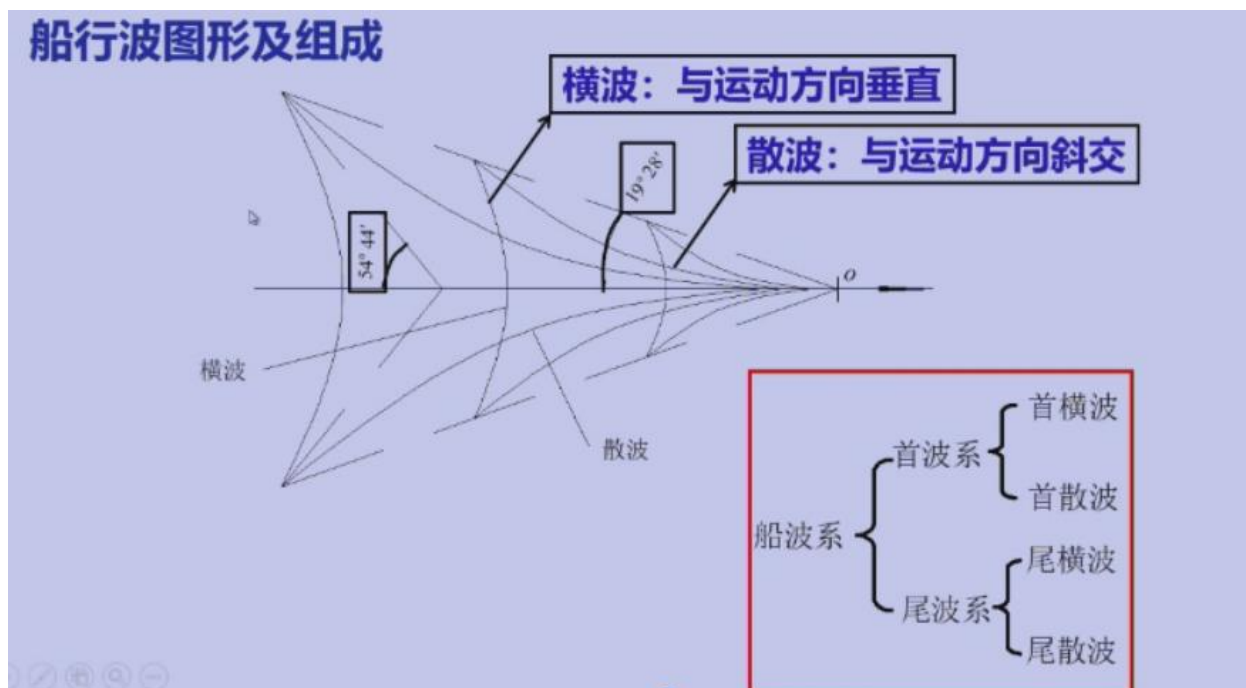 船行波图形及组成
横波：与运动方向垂直
散波：与运动方向斜交
19° 28′
54° 44′
o
横波
散波
首横波
首波系
首散波
船波系
尾横波
尾波系
尾散波